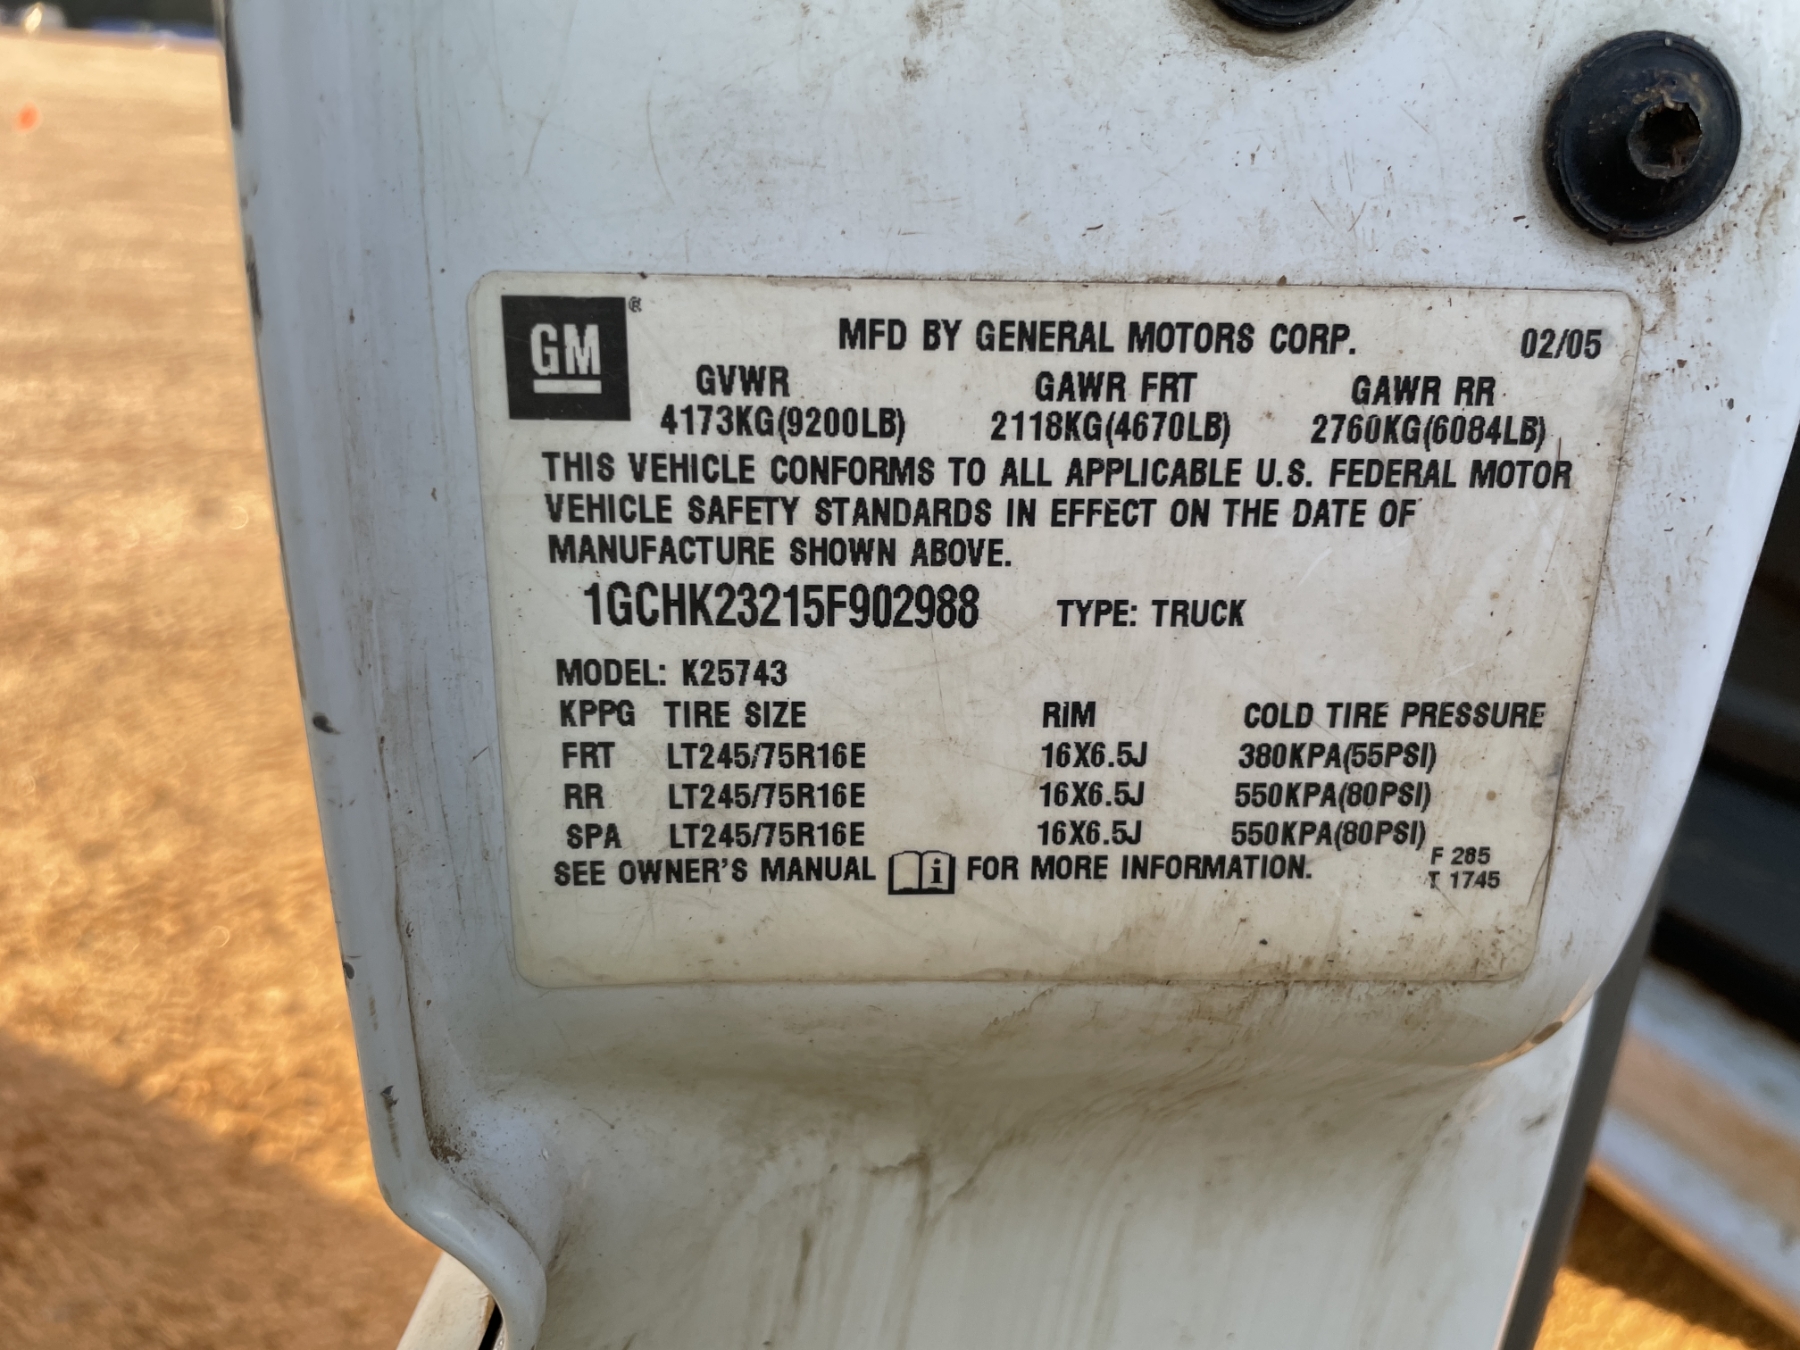 GM ®
MFD BY GENERAL MOTORS CORP. 02/05
GVWR GAWR FRT GAWR RR
4173KG(9200LB) 2118KG(4670LB) 2760KG(6084LB)
THIS VEHICLE CONFORMS TO ALL APPLICABLE U.S. FEDERAL MOTOR
VEHICLE SAFETY STANDARDS IN EFFECT ON THE DATE OF
MANUFACTURE SHOWN ABOVE.
1GCHK23215F902988 TYPE: TRUCK
MODEL: K25743
KPPG TIRE SIZE RIM COLD TIRE PRESSURE
FRT LT245/75R16E 16X6.5J 380KPA(55PSI)
RR LT245/75R16E 16X6.5J 550KPA(80PSI)
SPA LT245/75R16E 16X6.5J 550KPA(80PSI)
SEE OWNER'S MANUAL i FOR MORE INFORMATION.
F 285
T 1745